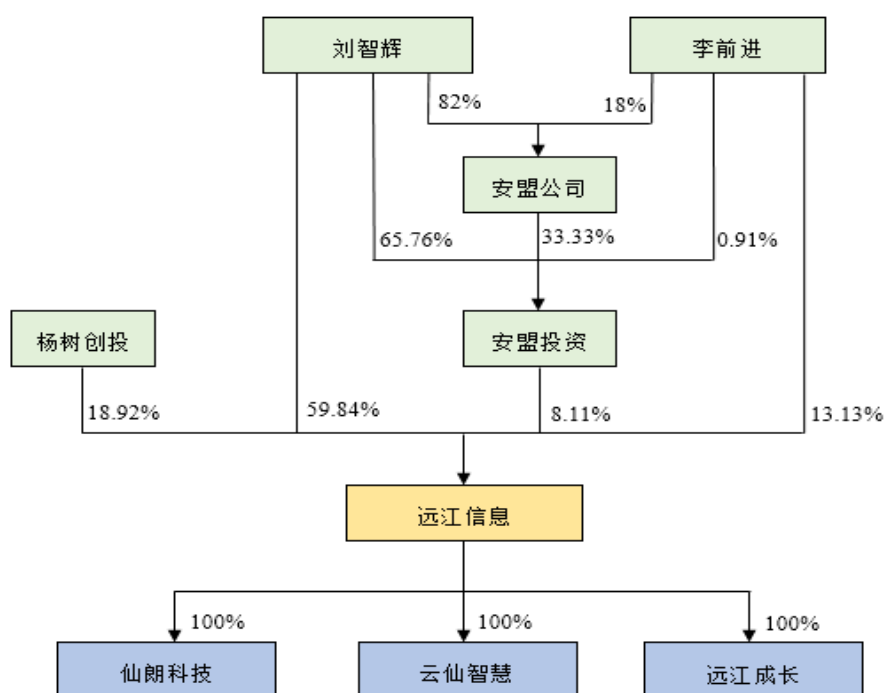 刘智辉
李前进
82%
18%
安盟公司
65.76%
33.33%
0.91%
杨树创投
安盟投资
18.92%
59.84%
8.11%
13.13%
远江信息
100%
100%
100%
仙朗科技
云仙智慧
远江成长